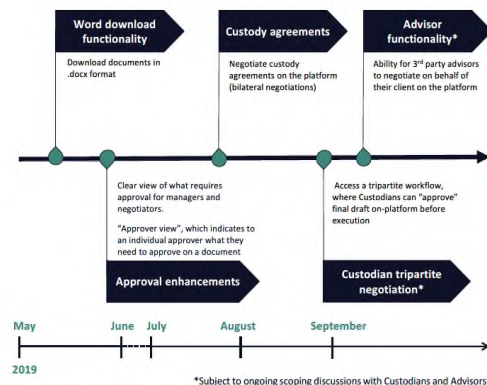 Word download
functionality
Download documents in
.docx format
Custody agreements
Negotiate custody
agreements on the platform
(bilateral negotiations)
Advisor
functionality*
Ability for 3rd party advisors
to negotiate on behalf of
their client on the platform
Clear view of what requires
approval for managers and
negotiators.
“Approver view”, which indicates to
an individual approver what they
need to approve on a document
Approval enhancements
Access a tripartite workflow,
where Custodians can “approve”
final draft on-platform before
execution
Custodian tripartite
negotiation*
May
June
July
August
September
2019
*Subject to ongoing scoping discussions with Custodians and Advisors